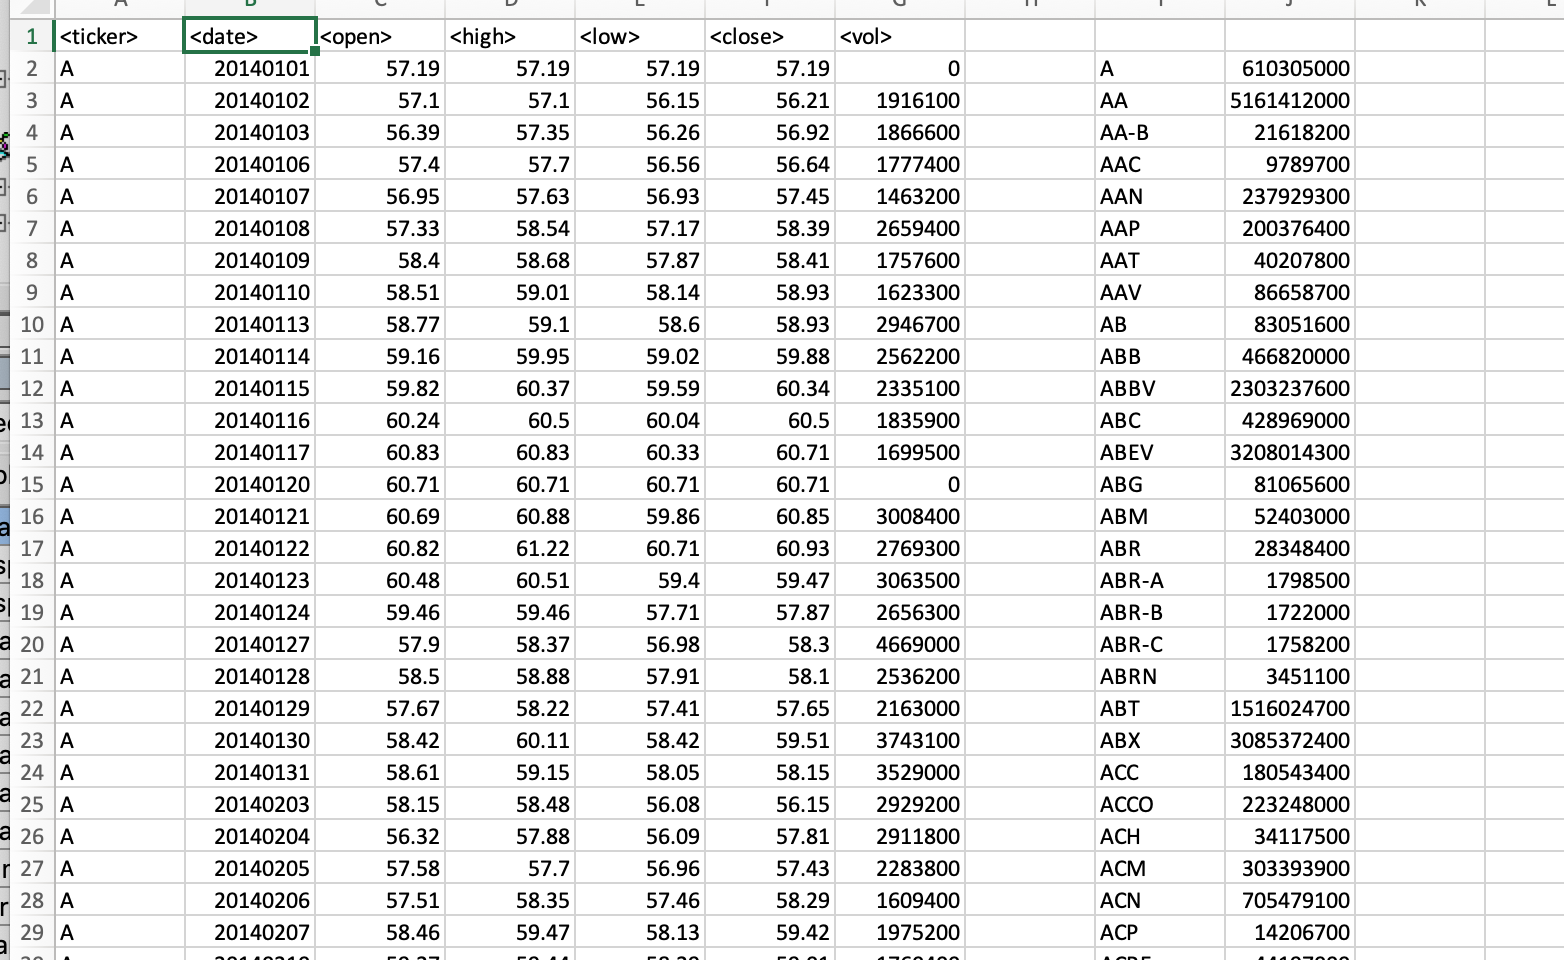 1 <ticker> <date> <open> <high> <low> <close> <vol>
2 A 20140101 57.19 57.19 57.19 57.19 0 A 610305000
3 A 20140102 57.1 57.1 56.15 56.21 1916100 AA 5161412000
4 A 20140103 56.39 57.35 56.26 56.92 1866600 AA-B 21618200
5 A 20140106 57.4 57.7 56.56 56.64 1777400 AAC 9789700
6 A 20140107 56.95 57.63 56.93 57.45 1463200 AAN 237929300
7 A 20140108 57.33 58.54 57.17 58.39 2659400 AAP 200376400
8 A 20140109 58.4 58.68 57.87 58.41 1757600 AAT 40207800
9 A 20140110 58.51 59.01 58.14 58.93 1623300 AAV 86658700
10 A 20140113 58.77 59.1 58.6 58.93 2946700 AB 83051600
11 A 20140114 59.16 59.95 59.02 59.88 2562200 ABB 466820000
12 A 20140115 59.82 60.37 59.59 60.34 2335100 ABBV 2303237600
13 A 20140116 60.24 60.5 60.04 60.5 1835900 ABC 428969000
14 A 20140117 60.83 60.83 60.33 60.71 1699500 ABEV 3208014300
15 A 20140120 60.71 60.71 60.71 60.71 0 ABG 81065600
16 A 20140121 60.69 60.88 59.86 60.85 3008400 ABM 52403000
17 A 20140122 60.82 61.22 60.71 60.93 2769300 ABR 28348400
18 A 20140123 60.48 60.51 59.4 59.47 3063500 ABR-A 1798500
19 A 20140124 59.46 59.46 57.71 57.87 2656300 ABR-B 1722000
20 A 20140127 57.9 58.37 56.98 58.3 4669000 ABR-C 1758200
21 A 20140128 58.5 58.88 57.91 58.1 2536200 ABRN 3451100
22 A 20140129 57.67 58.22 57.41 57.65 2163000 ABT 1516024700
23 A 20140130 58.42 60.11 58.42 59.51 3743100 ABX 3085372400
24 A 20140131 58.61 59.15 58.05 58.15 3529000 ACC 180543400
25 A 20140203 58.15 58.48 56.08 56.15 2929200 ACCO 223248000
26 A 20140204 56.32 57.88 56.09 57.81 2911800 ACH 34117500
27 A 20140205 57.58 57.7 56.96 57.43 2283800 ACM 303393900
28 A 20140206 57.51 58.35 57.46 58.29 1609400 ACN 705479100
29 A 20140207 58.46 59.47 58.13 59.42 1975200 ACP 14206700